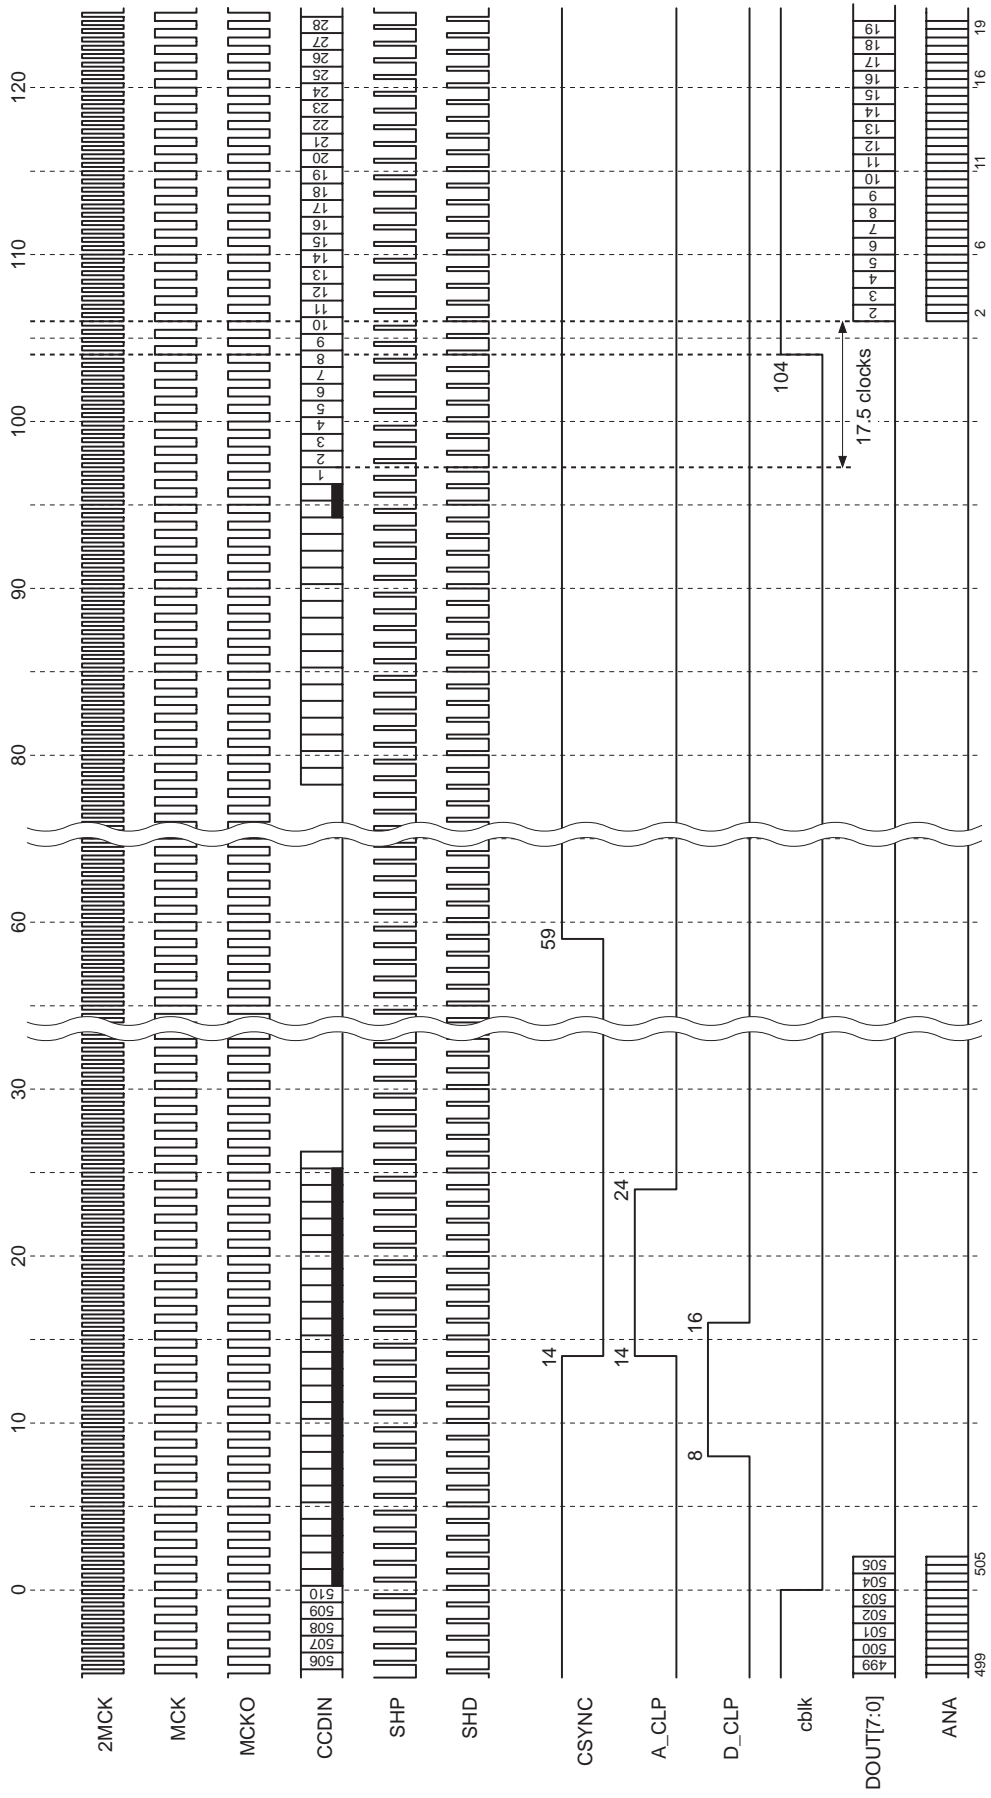 0 10 20 30 60 80 90 100 110 120
2MCK
MCK
MCKO
CCDIN 506 507 508 509 510 1 2 3 4 5 6 7 8 9 10 11 12 13 14 15 16 17 18 19 20 21 22 23 24 25 26 27 28
SHP
SHD
CSYNC 14 59
A_CLP 14 24
D_CLP 8 16
cblk 104
17.5 clocks
DOUT[7:0] 499 500 501 502 503 504 505 2 3 4 5 6 7 8 9 10 11 12 13 14 15 16 17 18 19
ANA
499 505 2 6 11 16 19